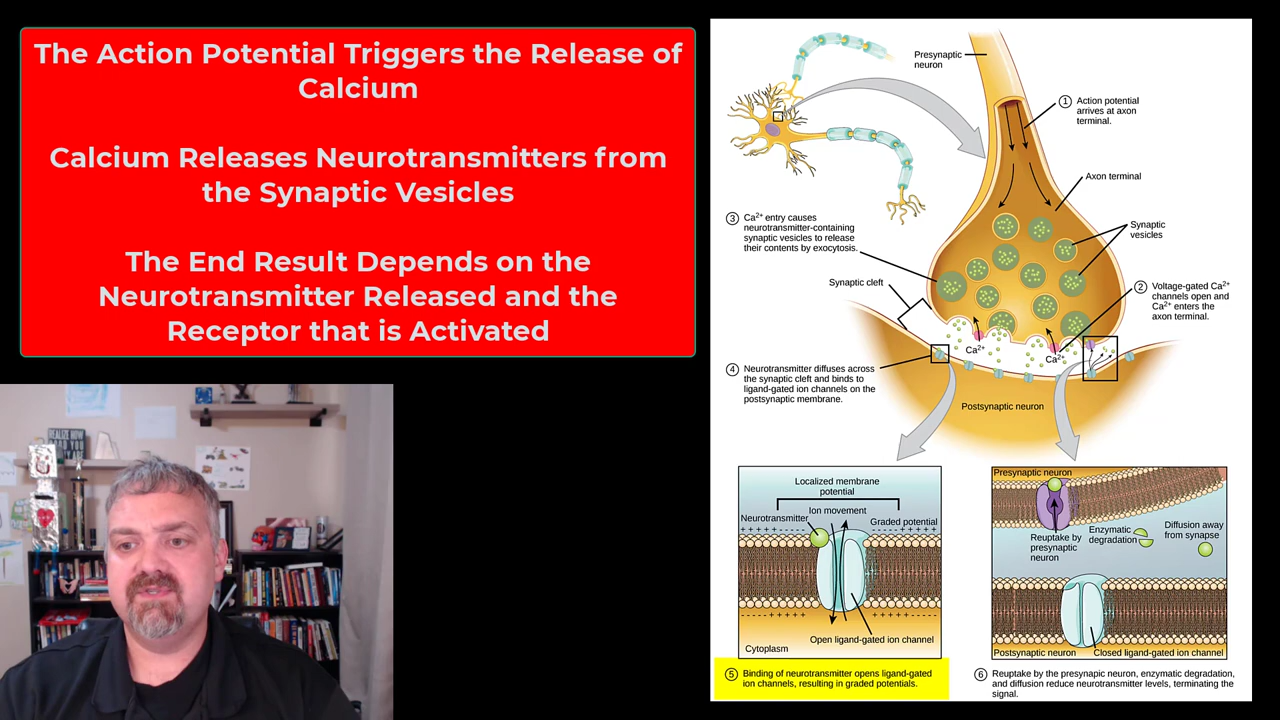 The Action Potential Triggers the Release of
Calcium
Calcium Releases Neurotransmitters from
the Synaptic Vesicles
The End Result Depends on the
Neurotransmitter Released and the
Receptor that is Activated
Presynaptic
neuron
① Action potential
arrives at axon
terminal.
Axon terminal
Synaptic
vesicles
③ Ca²⁺ entry causes
neurotransmitter-containing
synaptic vesicles to release
their contents by exocytosis.
Synaptic cleft
② Voltage-gated Ca²⁺
channels open and
Ca²⁺ enters the
axon terminal.
Ca²⁺
Ca²⁺
④ Neurotransmitter diffuses across
the synaptic cleft and binds to
ligand-gated ion channels on the
postsynaptic membrane.
Postsynaptic neuron
Localized membrane
potential
Ion movement
Neurotransmitter
Graded potential
+ + + + + - - - - -
- - + + + + +
- - - - - + + + + +
+ + + + + - - - - -
Open ligand-gated ion channel
Cytoplasm
⑤ Binding of neurotransmitter opens ligand-gated
ion channels, resulting in graded potentials.
Presynaptic neuron
Reuptake by
presynaptic
neuron
Enzymatic
degradation
Diffusion away
from synapse
Postsynaptic neuron
Closed ligand-gated ion channel
⑥ Reuptake by the presynapic neuron, enzymatic degradation,
and diffusion reduce neurotransmitter levels, terminating the
signal.